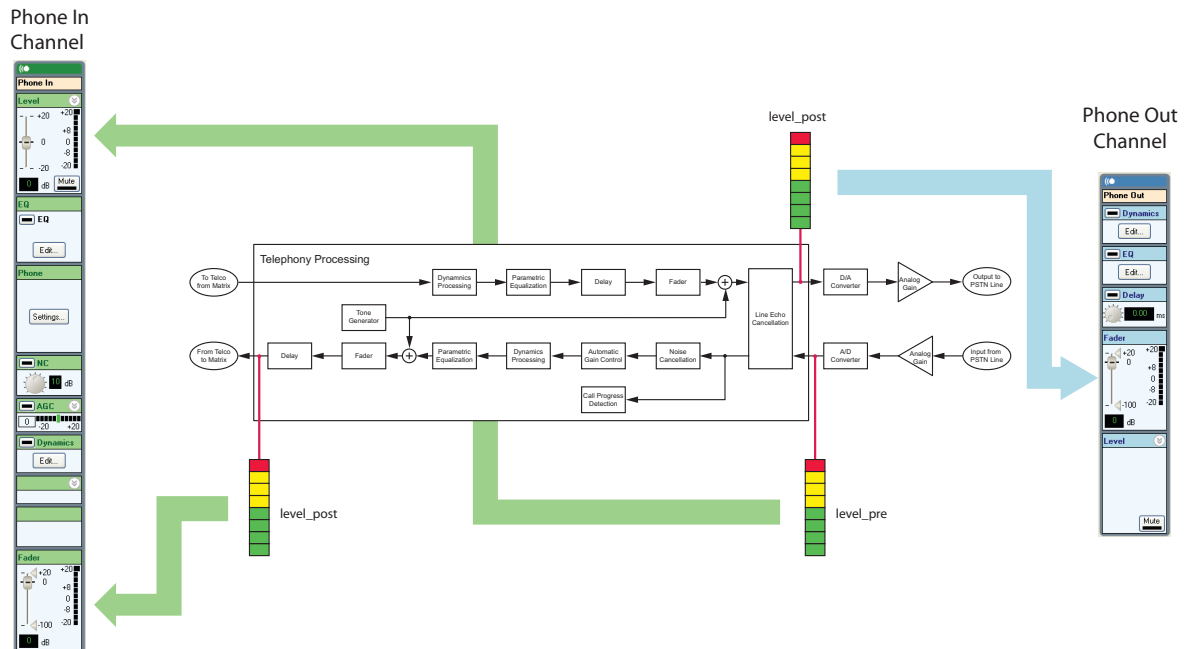 Phone In
Channel
Phone In
Level
+20
0
-20
+20
+8
0
-8
-20
0 dB Mute
EQ
EQ
Edit...
Phone
Settings...
NC
10 dB
AGC
0 -20 +20
Dynamics
Edit...
Fader
+20
0
-100
+20
+8
0
-8
-20
0 dB
level_post
Telephony Processing
To Telco
from Matrix
Dynamnics
Processing
Parametric
Equalization
Delay
Fader
+
Line Echo
Cancellation
D/A
Converter
Analog
Gain
Output to
PSTN Line
Tone
Generator
From Telco
to Matrix
Delay
Fader
+
Parametric
Equalization
Dynamics
Processing
Automatic
Gain Control
Noise
Cancellation
A/D
Converter
Analog
Gain
Input from
PSTN Line
Call Progress
Detection
level_post
level_pre
Phone Out
Channel
Phone Out
Dynamics
Edit...
EQ
Edit...
Delay
0.00 ms
Fader
+20
0
-100
+20
+8
0
-8
-20
0 dB
Level
Mute